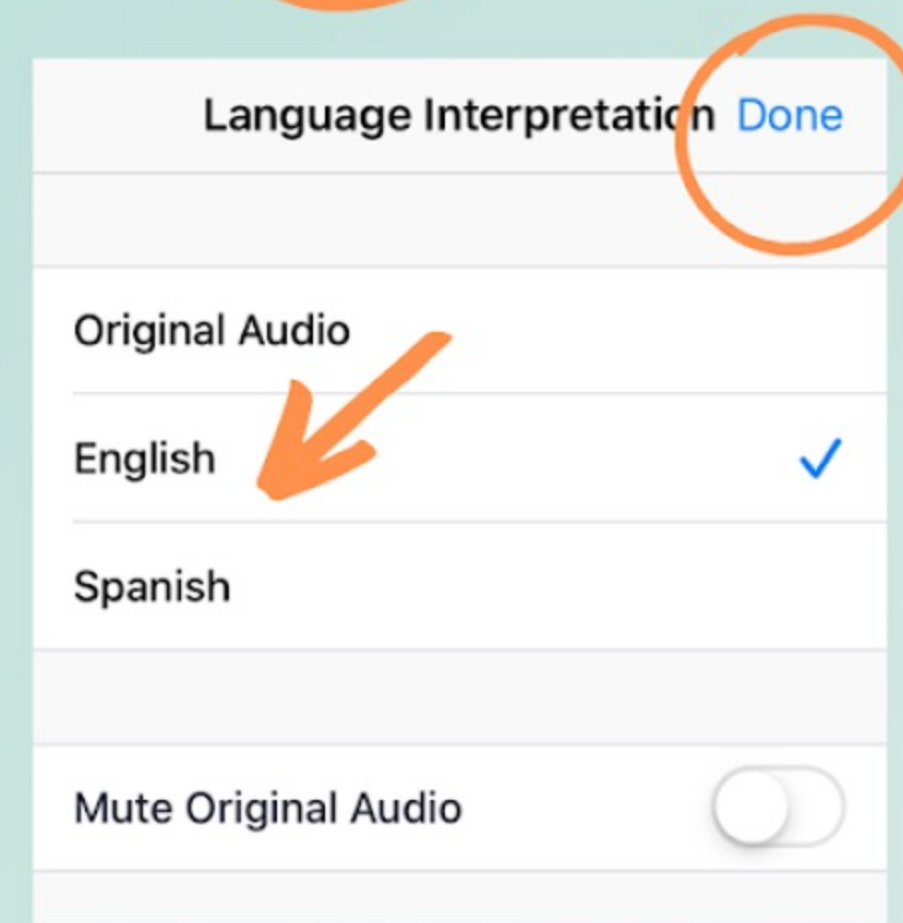 Language Interpretation Done
Original Audio
English
Spanish
Mute Original Audio